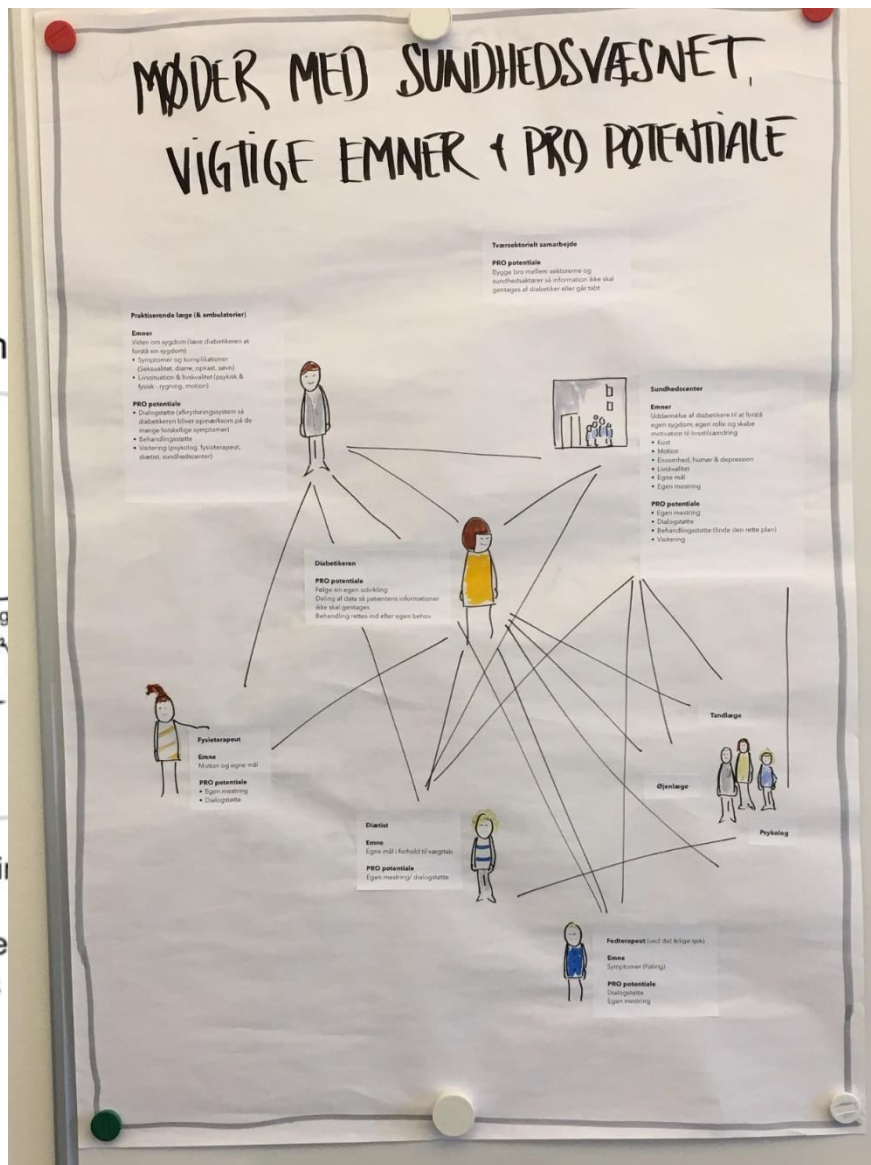 MØDER MED SUNDHEDSVÆSNET,
VIGTIGE EMNER + PRO POTENTIALE
Tværsektorielt samarbejde
PRO potentiale
Bygge bro mellem sektorerne og
sundhedsaktører så information ikke skal
gentages af diabetiker eller går tabt
Praktiserende læge (& ambulatorier)
Emner
Viden om sygdom (lære diabetikeren at
forstå sin sygdom)
• Symptomer og komplikationer
(Seksualitet, diarre, opkast, søvn)
• Livssituation & livskvalitet (psykisk &
fysisk - rygning, motion)
PRO potentiale
• Dialogstøtte (afkrydsningssystem så
diabetikeren bliver opmærksom på de
mange forskellige symptomer)
• Behandlingsstøtte
• Visitering (psykolog, fysioterapeut,
diætist, sundhedscenter)
Sundhedscenter
Emner
Uddannelse af diabetikere til at forstå
egen sygdom, egen rolle og skabe
motivation til livsstilsændring
• Kost
• Motion
• Ensomhed, humør & depression
• Livskvalitet
• Egne mål
• Egen mestring
PRO potentiale
• Egen mestring
• Dialogstøtte
• Behandlingsstøtte (finde den rette plan)
• Visitering
Diabetikeren
PRO potentiale
Følge sin egen udvikling
Deling af data så patientens informationer
ikke skal gentages
Behandling rettes ind efter egen behov
Fysioterapeut
Emne
Motion og egne mål
PRO potentiale
• Egen mestring
• Dialogstøtte
Tandlæge
Øjenlæge
Psykolog
Diætist
Emne
Egne mål i forhold til vægttab
PRO potentiale
Egen mestring/ dialogstøtte
Fodterapeut (ved det årlige tjek)
Emne
Symptomer (Føling)
PRO potentiale
Dialogstøtte
Egen mestring